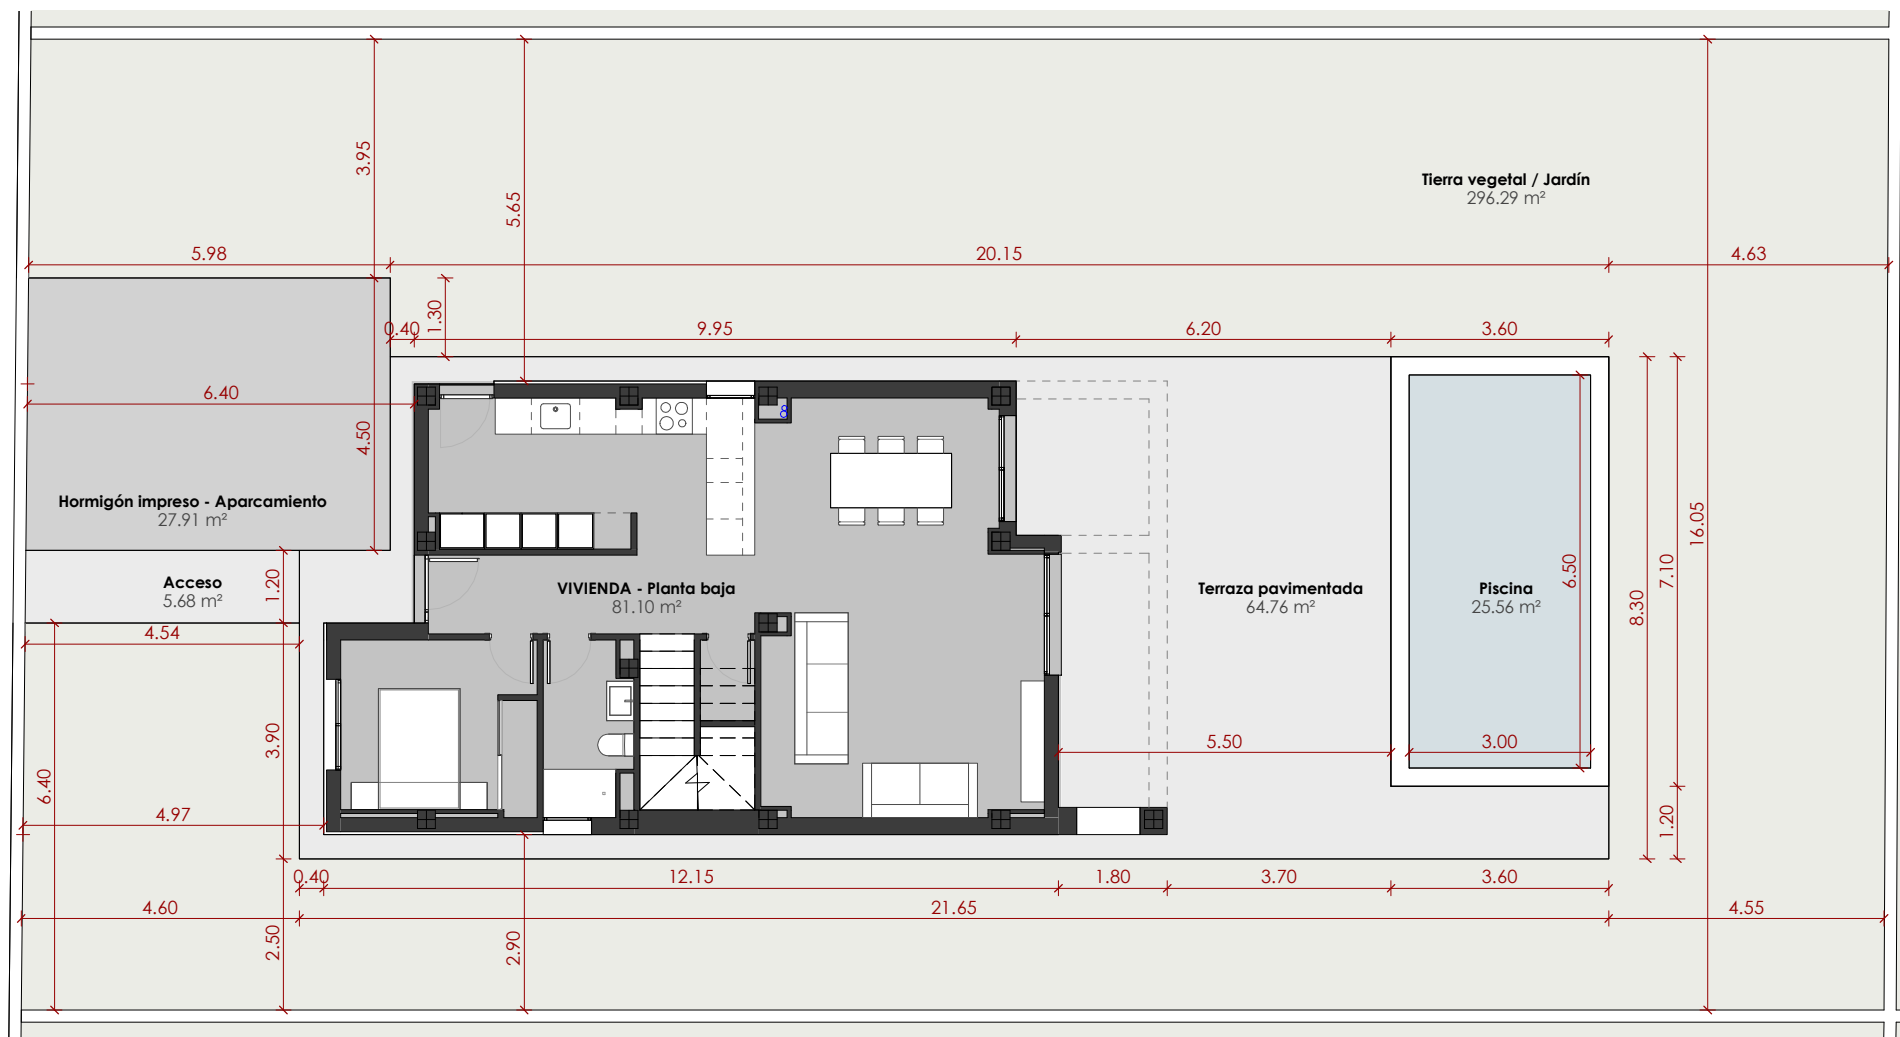 3.95
5.65
Tierra vegetal / Jardín
296.29 m²
5.98
20.15
4.63
1.30
0.40
9.95
6.20
3.60
6.40
4.50
8
Hormigón impreso - Aparcamiento
27.91 m²
16.05
6.50
7.10
Acceso
5.68 m²
1.20
VIVIENDA - Planta baja
81.10 m²
Terraza pavimentada
64.76 m²
Piscina
25.56 m²
8.30
4.54
3.90
5.50
3.00
6.40
4.97
1.20
0.40
12.15
1.80
3.70
3.60
4.60
21.65
4.55
2.50
2.90